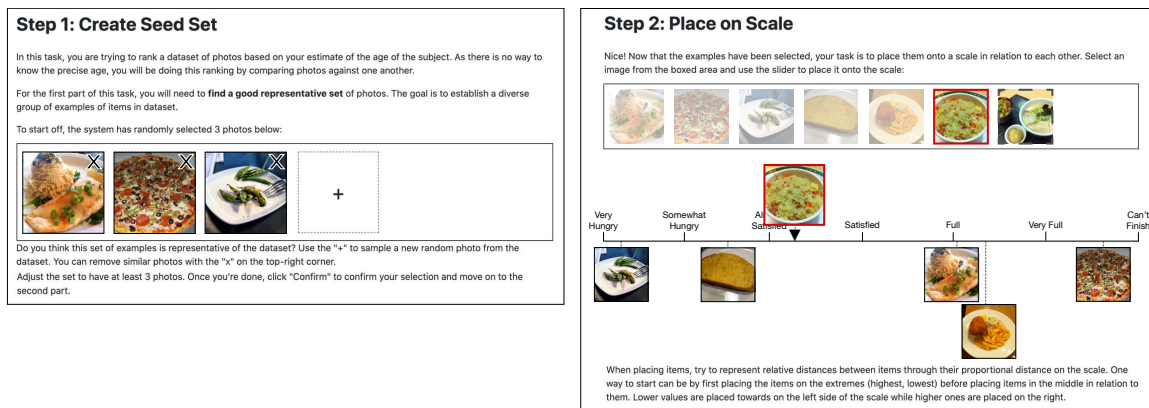 Step 1: Create Seed Set
In this task, you are trying to rank a dataset of photos based on your estimate of the age of the subject. As there is no way to
know the precise age, you will be doing this ranking by comparing photos against one another.
For the first part of this task, you will need to find a good representative set of photos. The goal is to establish a diverse
group of examples of items in dataset.
To start off, the system has randomly selected 3 photos below:
X X X +
Do you think this set of examples is representative of the dataset? Use the "+" to sample a new random photo from the
dataset. You can remove similar photos with the "x" on the top-right corner.
Adjust the set to have at least 3 photos. Once you're done, click "Confirm" to confirm your selection and move on to the
second part.
Step 2: Place on Scale
Nice! Now that the examples have been selected, your task is to place them onto a scale in relation to each other. Select an
image from the boxed area and use the slider to place it onto the scale:
Very Somewhat Can't
Hungry Hungry Satisfied Satisfied Full Very Full Finish
When placing items, try to represent relative distances between items through their proportional distance on the scale. One
way to start can be by first placing the items on the extremes (highest, lowest) before placing items in the middle in relation to
them. Lower values are placed towards on the left side of the scale while higher ones are placed on the right.